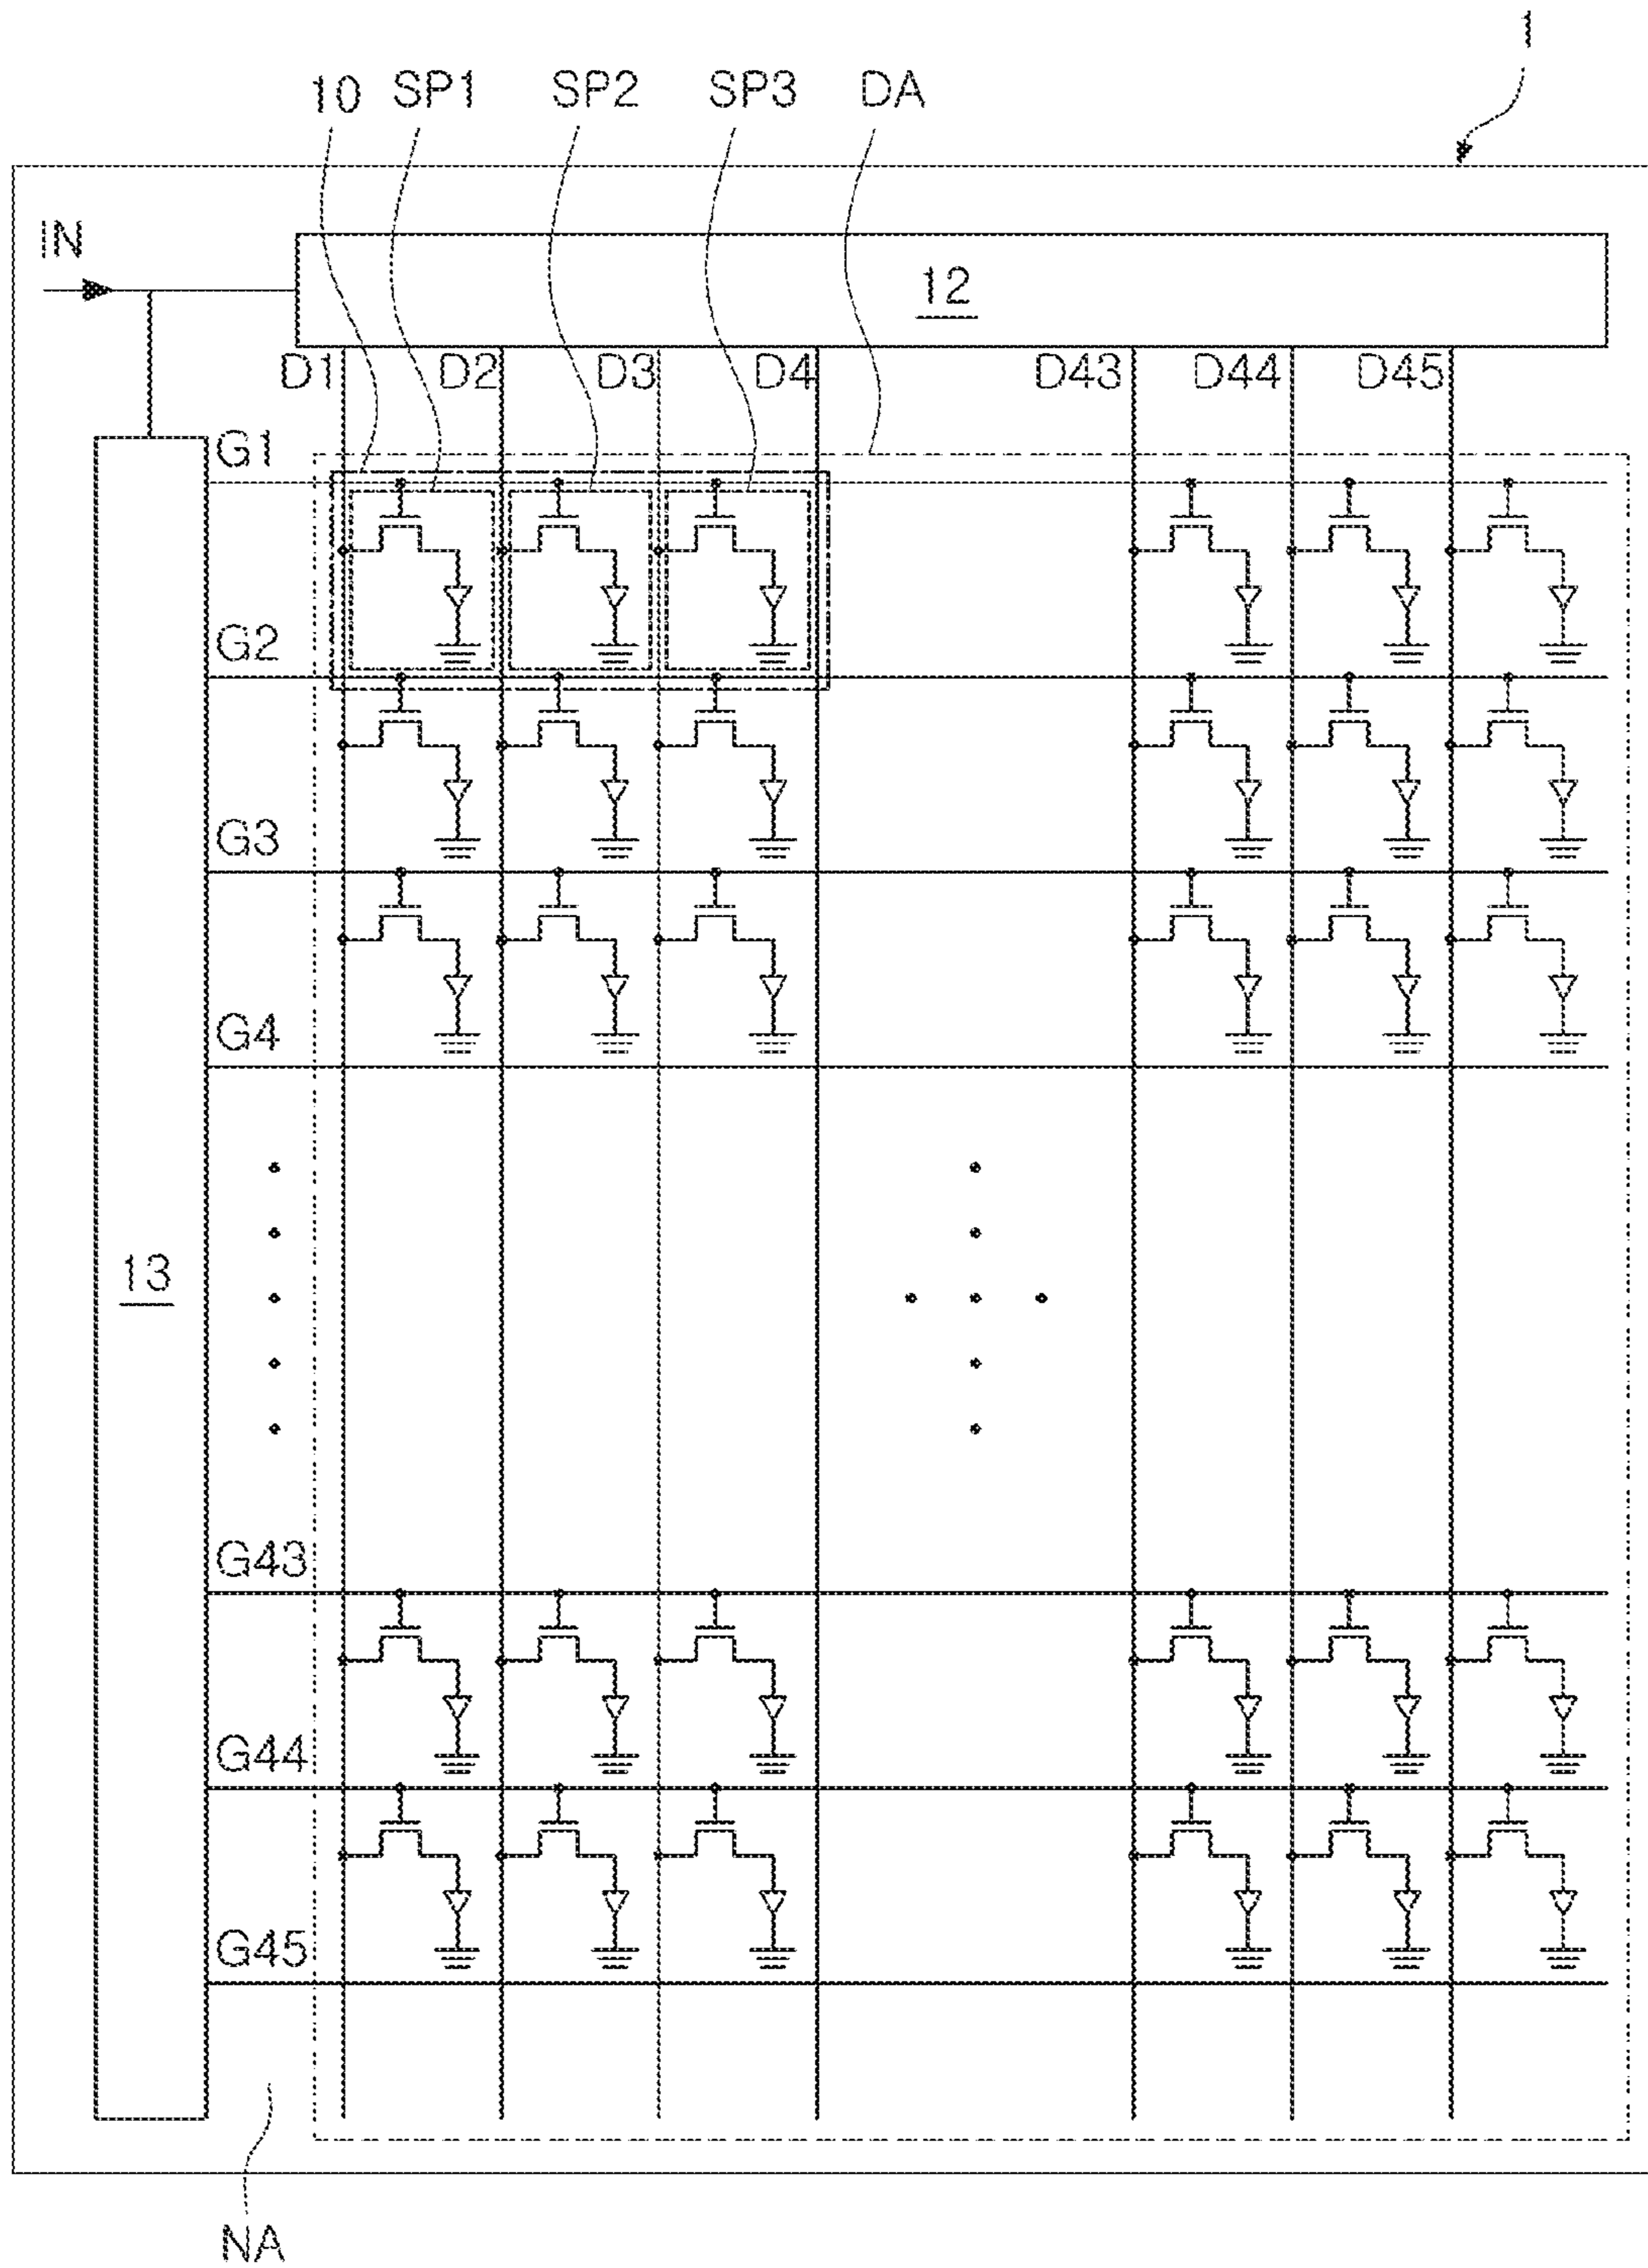 1
10 SP1 SP2 SP3 DA
IN
12
D1 D2 D3 D4 D43 D44 D45
G1
G2
G3
G4
13
G43
G44
G45
NA